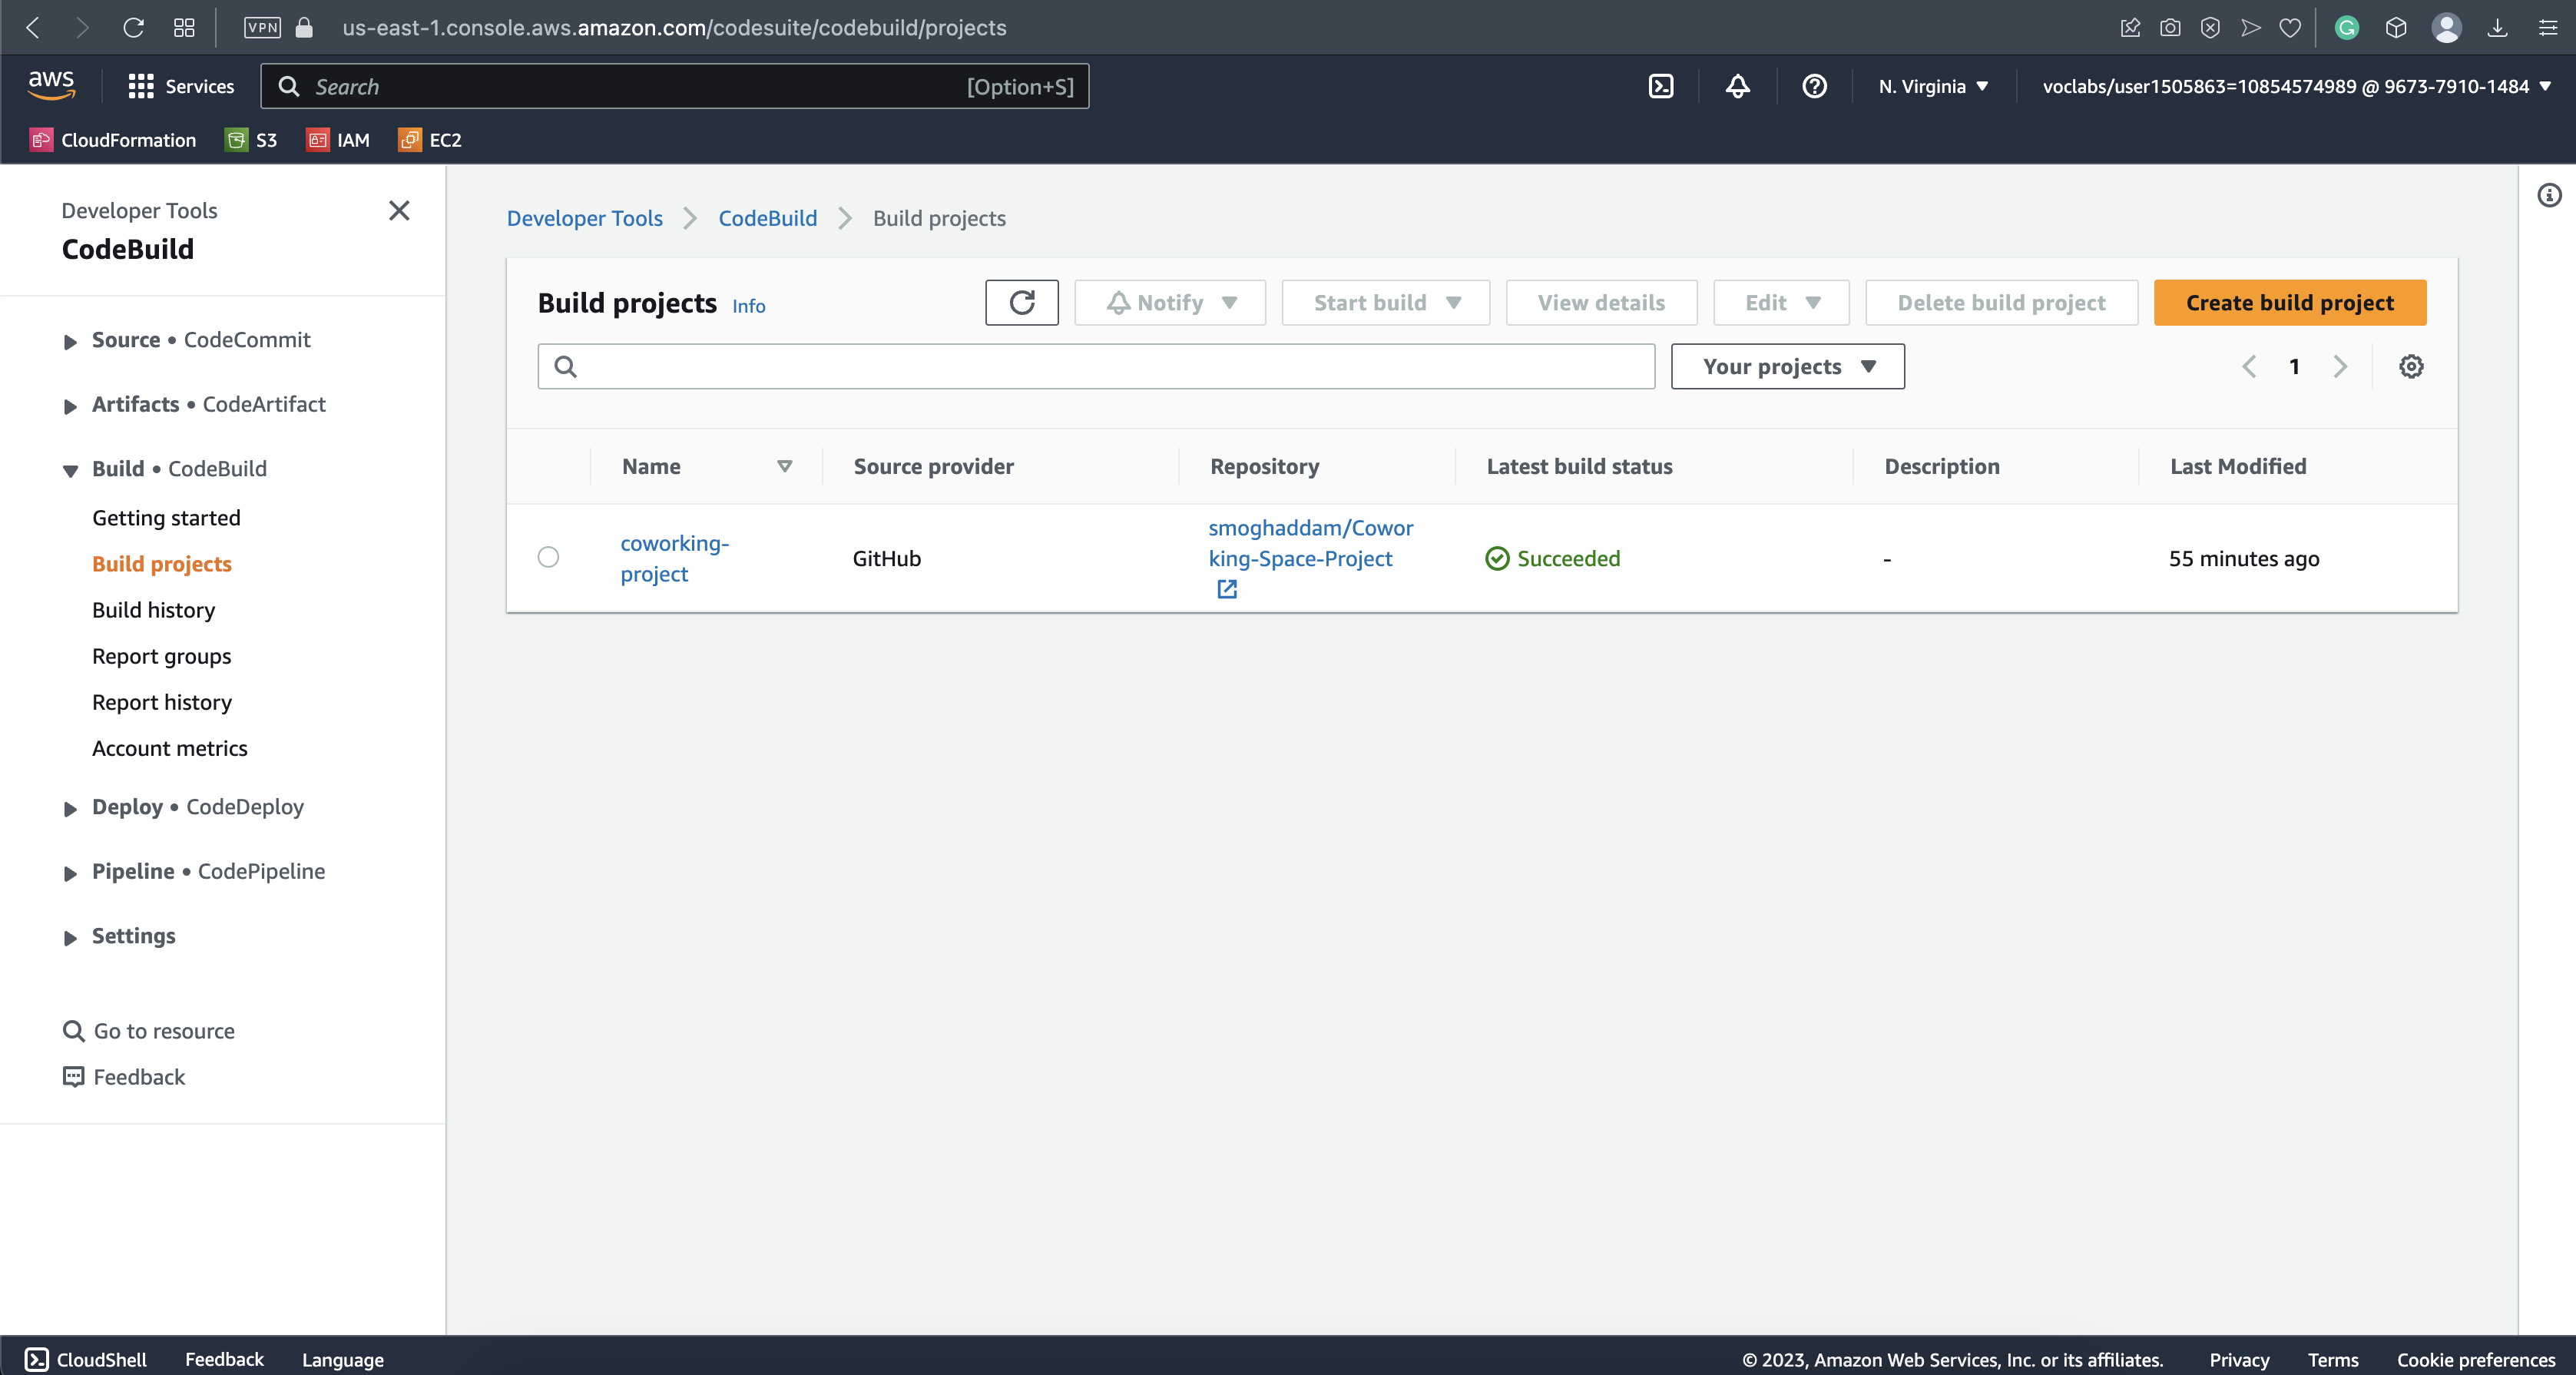 VPN us-east-1.console.aws.amazon.com/codesuite/codebuild/projects
aws Services Search [Option+S] N. Virginia voclabs/user1505863=10854574989 @ 9673-7910-1484
CloudFormation S3 IAM EC2
Developer Tools
CodeBuild
Source • CodeCommit
Artifacts • CodeArtifact
Build • CodeBuild
Getting started
Build projects
Build history
Report groups
Report history
Account metrics
Deploy • CodeDeploy
Pipeline • CodePipeline
Settings
Go to resource
Feedback
Developer Tools CodeBuild Build projects
Build projects Info Notify Start build View details Edit Delete build project Create build project
Your projects 1
Name Source provider Repository Latest build status Description Last Modified
coworking-
project
GitHub
smoghaddam/Cowor
king-Space-Project
Succeeded
-
55 minutes ago
CloudShell Feedback Language © 2023, Amazon Web Services, Inc. or its affiliates. Privacy Terms Cookie preferences